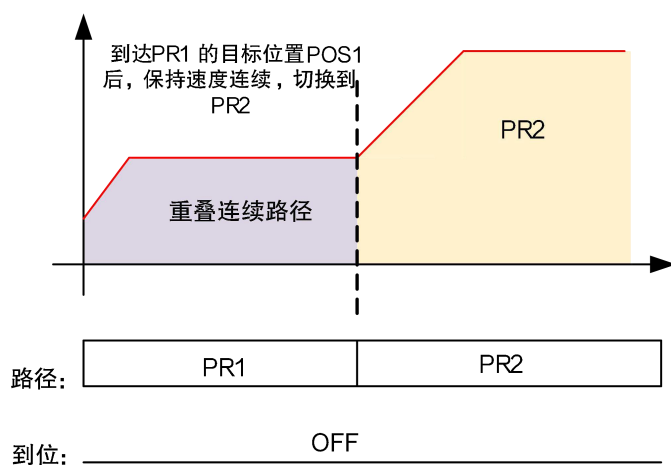 到达PR1 的目标位置POS1
后，保持速度连续，切换到
PR2
PR2
重叠连续路径
路径： PR1 PR2
到位： OFF